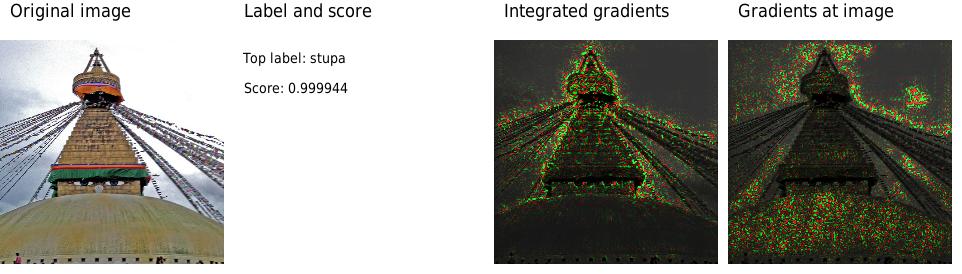 Original image
Label and score
Integrated gradients
Gradients at image
Top label: stupa
Score: 0.999944